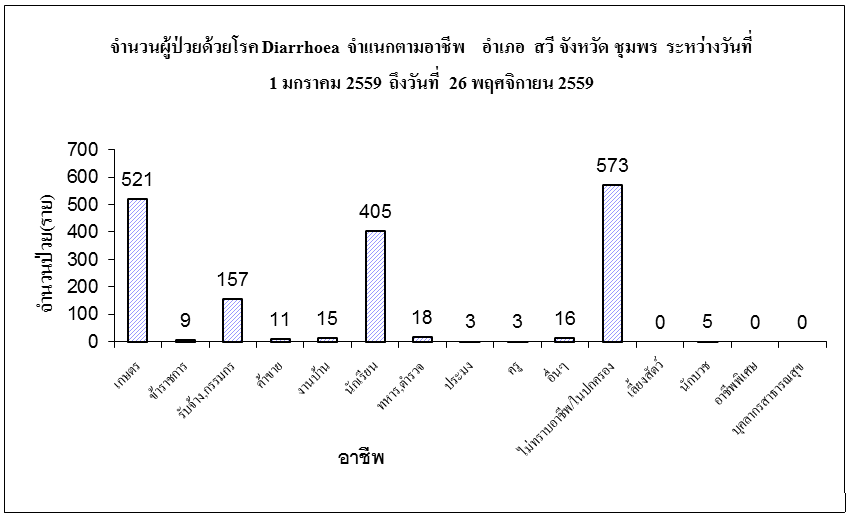 จำนวนผู้ป่วยด้วยโรค Diarrhoea จำแนกตามอาชีพ อำเภอ สวี จังหวัด ชุมพร ระหว่างวันที่
1 มกราคม 2559 ถึงวันที่ 26 พฤศจิกายน 2559
จำนวนป่วย(ราย)
700
600
500
400
300
200
100
0
521
9
157
11
15
405
18
3
3
16
573
0
5
0
0
เกษตร
ข้าราชการ
รับจ้าง,กรรมกร
ค้าขาย
งานบ้าน
นักเรียน
ทหาร,ตำรวจ
ประมง
ครู
อื่นๆ
ไม่ทราบอาชีพ/ในปกครอง
เลี้ยงสัตว์
นักบวช
อาชีพพิเศษ
บุคลากรสาธารณสุข
อาชีพ